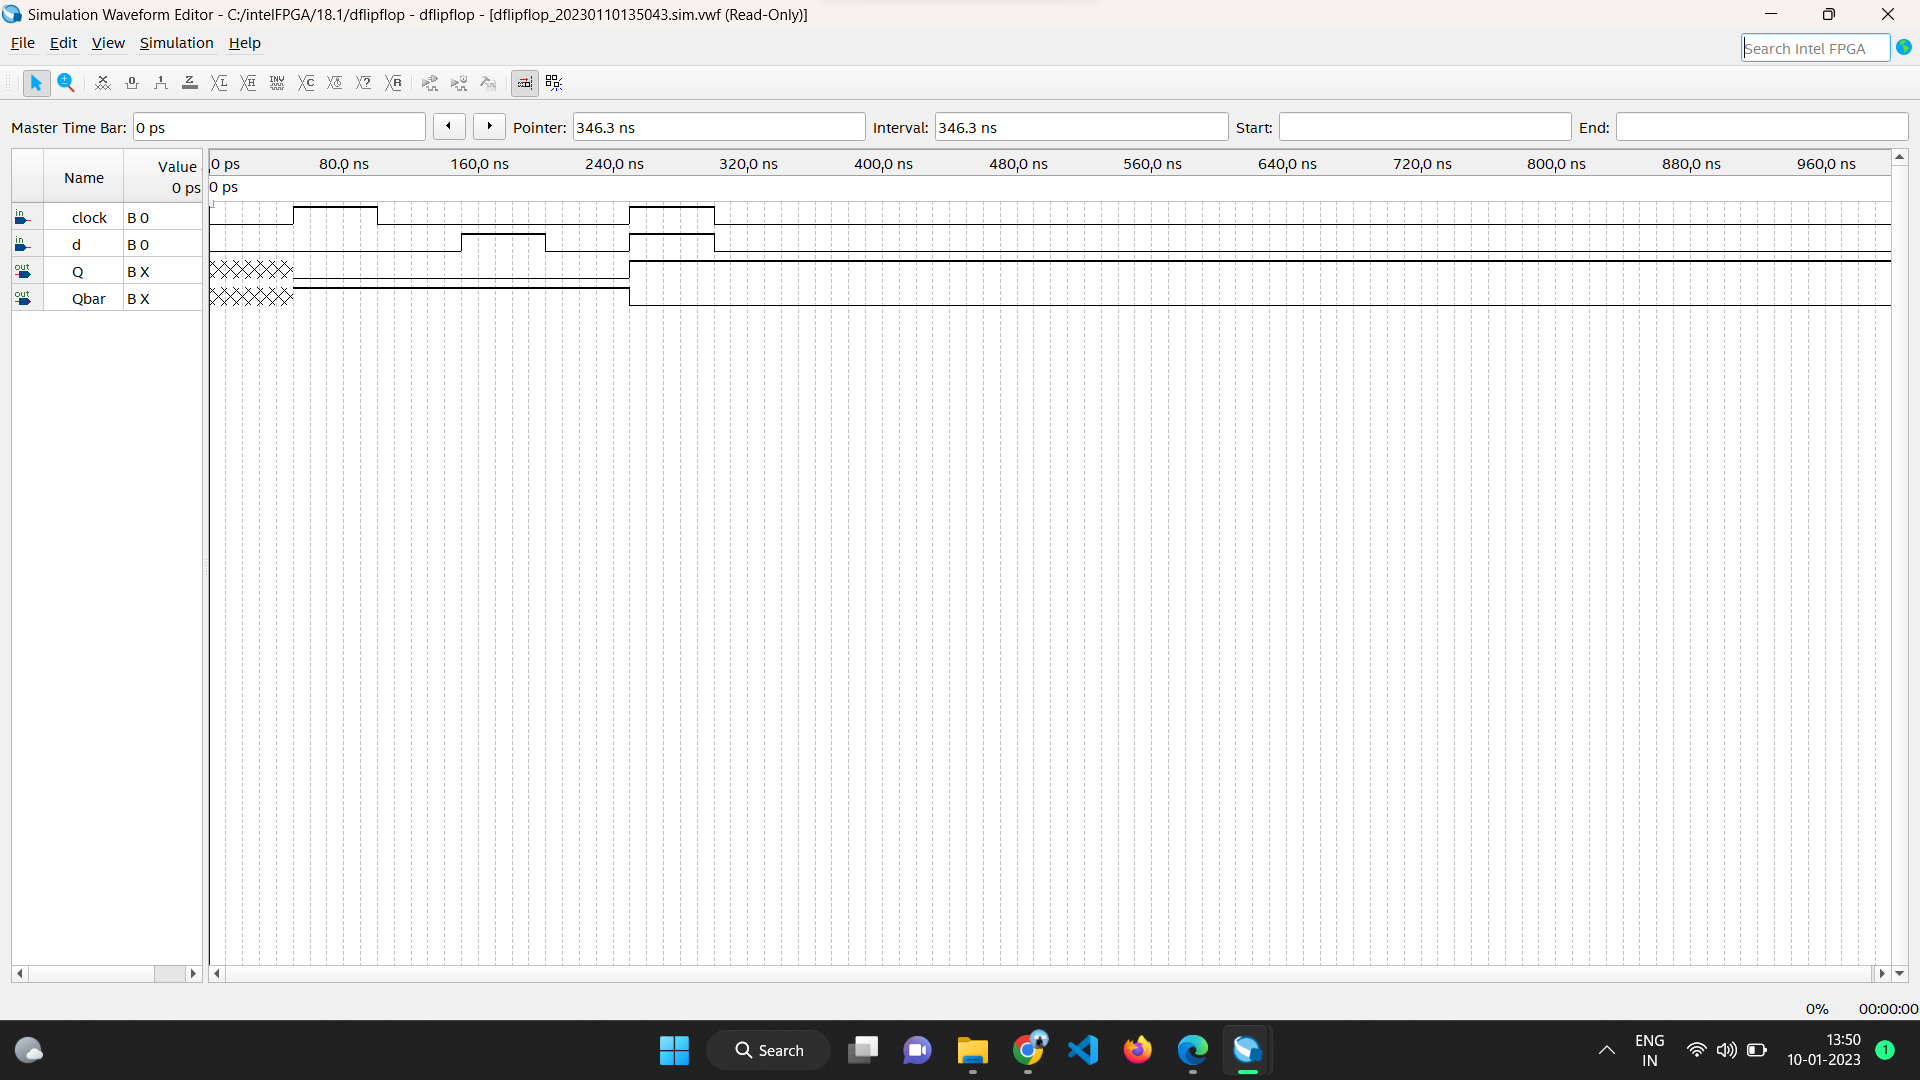 Simulation Waveform Editor - C:/intelFPGA/18.1/dflipflop - dflipflop - [dflipflop_20230110135043.sim.vwf (Read-Only)]
File Edit View Simulation Help
Search Intel FPGA
Master Time Bar: 0 ps Pointer: 346.3 ns Interval: 346.3 ns Start: End:
Name Value 0 ps
0 ps 80.0 ns 160.0 ns 240.0 ns 320.0 ns 400.0 ns 480.0 ns 560.0 ns 640.0 ns 720.0 ns 800.0 ns 880.0 ns 960.0 ns
0 ps
in clock B 0
in d B 0
out Q B X
out Qbar B X
0% 00:00:00
Search
ENG
IN
13:50
10-01-2023
1